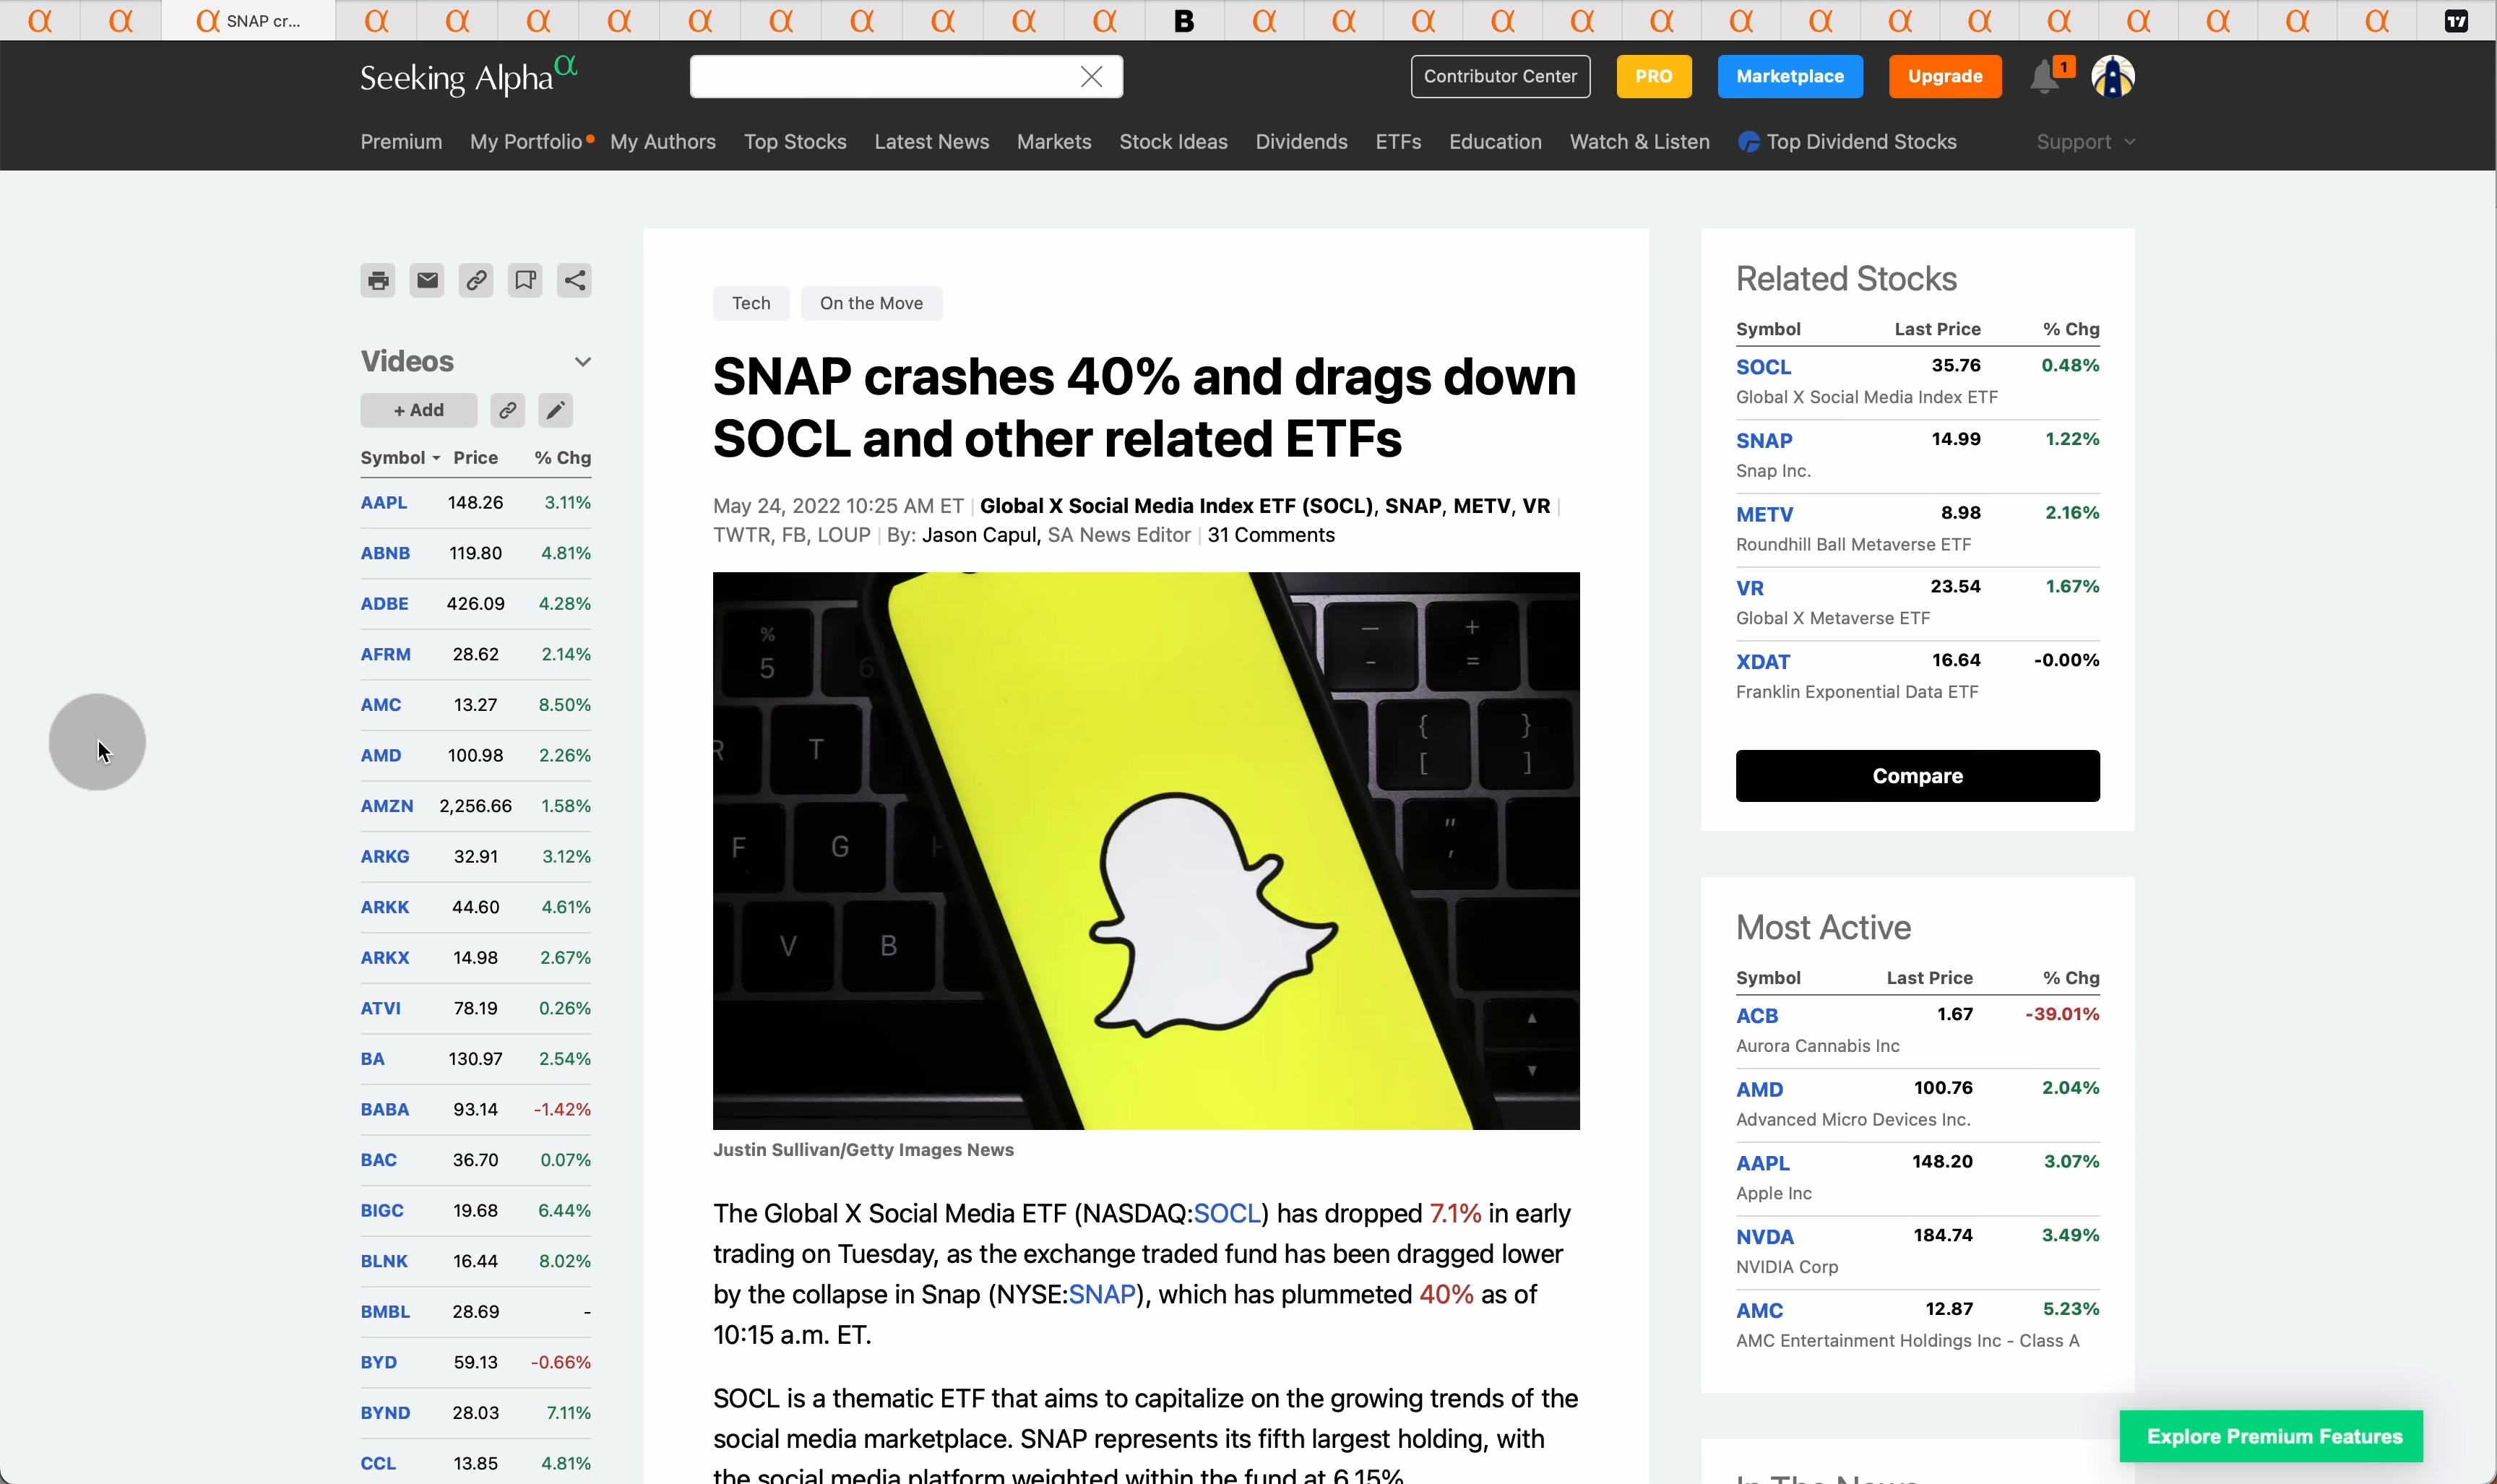 SNAP cr...
Seeking Alpha α
Contributor Center
PRO
Marketplace
Upgrade
1
Premium My Portfolio My Authors Top Stocks Latest News Markets Stock Ideas Dividends ETFs Education Watch & Listen Top Dividend Stocks Support
Videos
+ Add
Symbol Price % Chg
AAPL 148.26 3.11%
ABNB 119.80 4.81%
ADBE 426.09 4.28%
AFRM 28.62 2.14%
AMC 13.27 8.50%
AMD 100.98 2.26%
AMZN 2,256.66 1.58%
ARKG 32.91 3.12%
ARKK 44.60 4.61%
ARKX 14.98 2.67%
ATVI 78.19 0.26%
BA 130.97 2.54%
BABA 93.14 -1.42%
BAC 36.70 0.07%
BIGC 19.68 6.44%
BLNK 16.44 8.02%
BMBL 28.69 -
BYD 59.13 -0.66%
BYND 28.03 7.11%
CCL 13.85 4.81%
Tech On the Move
SNAP crashes 40% and drags down
SOCL and other related ETFs
May 24, 2022 10:25 AM ET | Global X Social Media Index ETF (SOCL), SNAP, METV, VR |
TWTR, FB, LOUP | By: Jason Capul, SA News Editor | 31 Comments
Justin Sullivan/Getty Images News
The Global X Social Media ETF (NASDAQ:SOCL) has dropped 7.1% in early
trading on Tuesday, as the exchange traded fund has been dragged lower
by the collapse in Snap (NYSE:SNAP), which has plummeted 40% as of
10:15 a.m. ET.
SOCL is a thematic ETF that aims to capitalize on the growing trends of the
social media marketplace. SNAP represents its fifth largest holding, with
the social media platform weighted within the fund at 6.15%.
Related Stocks
Symbol Last Price % Chg
SOCL 35.76 0.48%
Global X Social Media Index ETF
SNAP 14.99 1.22%
Snap Inc.
METV 8.98 2.16%
Roundhill Ball Metaverse ETF
VR 23.54 1.67%
Global X Metaverse ETF
XDAT 16.64 -0.00%
Franklin Exponential Data ETF
Compare
Most Active
Symbol Last Price % Chg
ACB 1.67 -39.01%
Aurora Cannabis Inc
AMD 100.76 2.04%
Advanced Micro Devices Inc.
AAPL 148.20 3.07%
Apple Inc
NVDA 184.74 3.49%
NVIDIA Corp
AMC 12.87 5.23%
AMC Entertainment Holdings Inc - Class A
Explore Premium Features